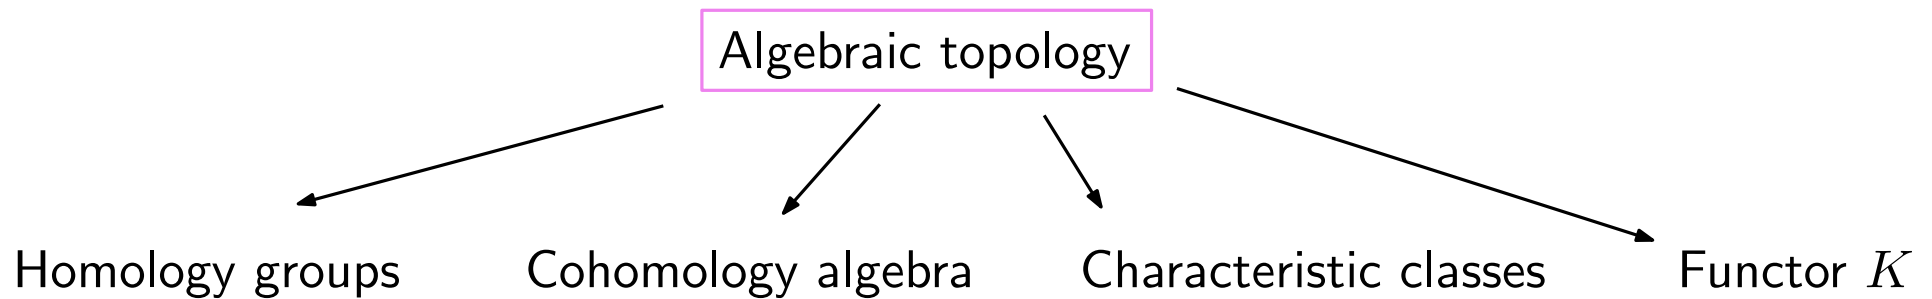 Algebraic topology
Homology groups
Cohomology algebra
Characteristic classes
Functor K